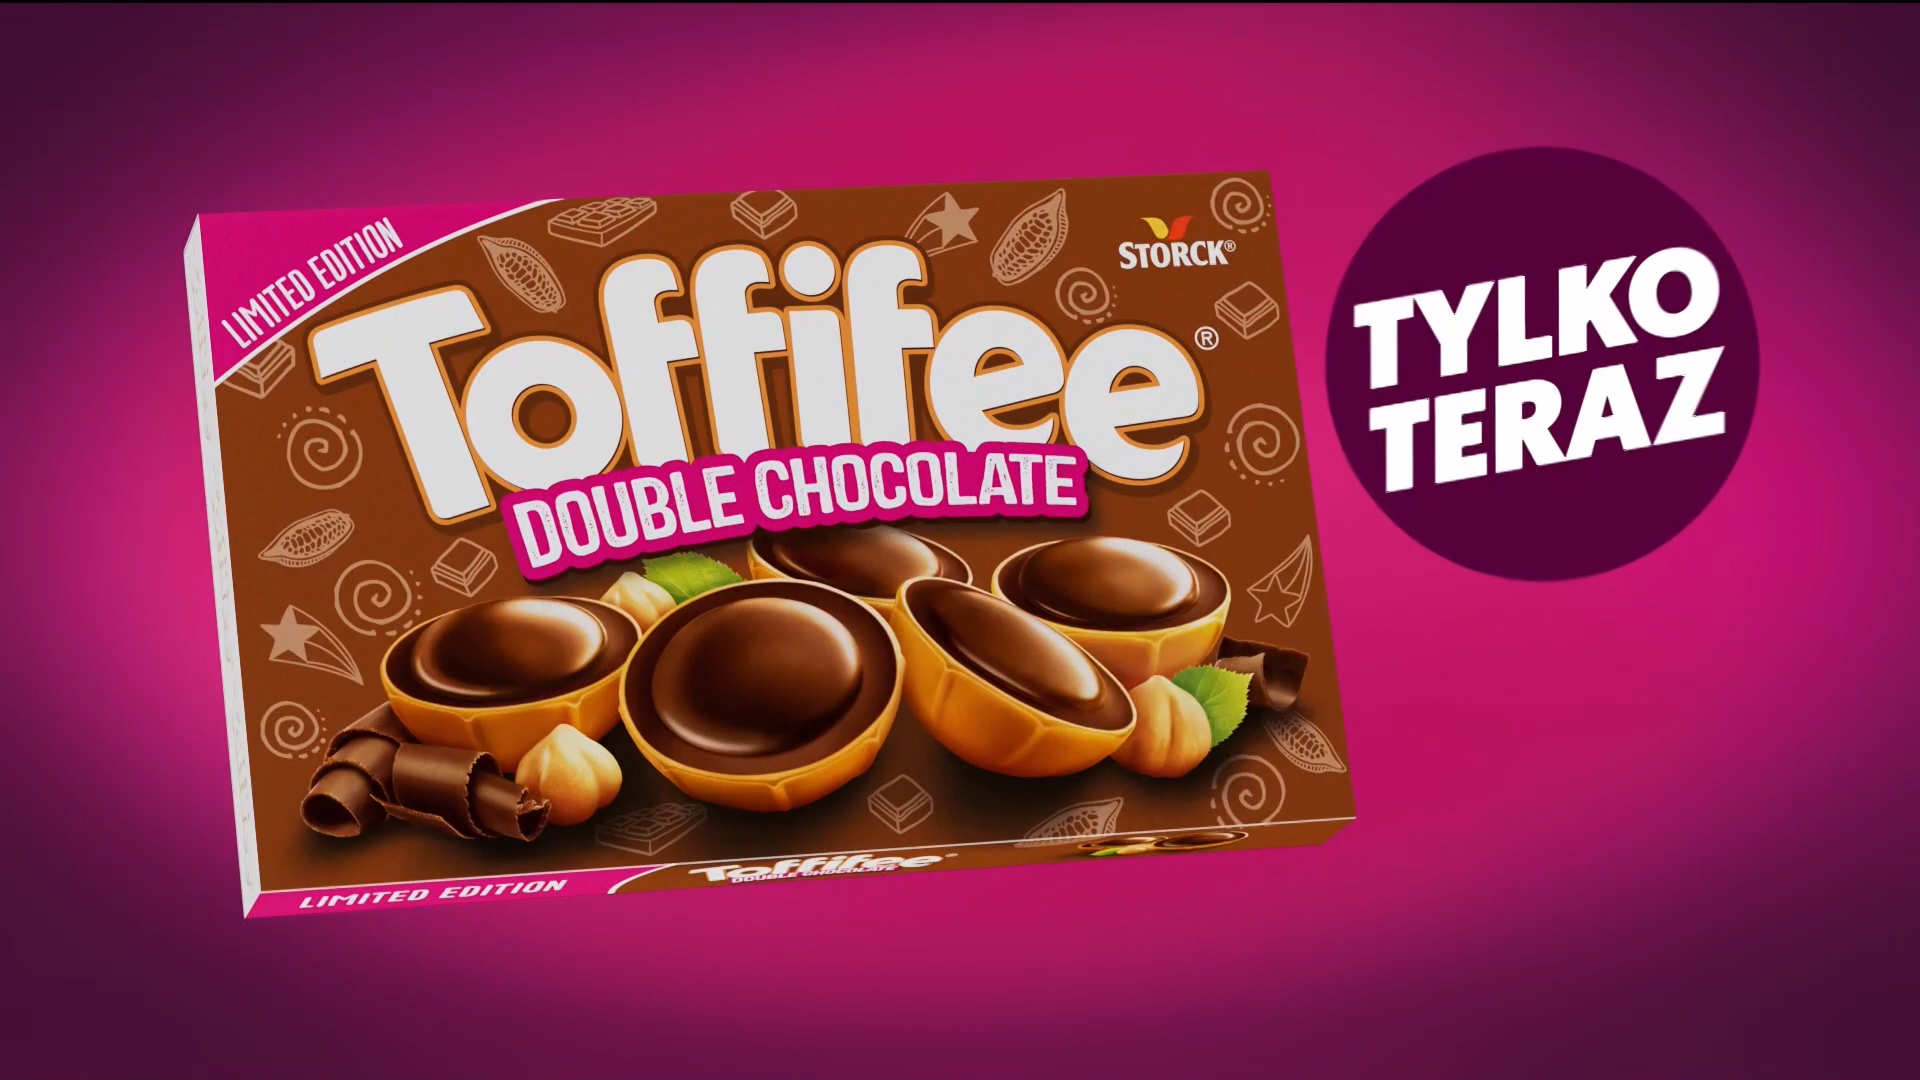 LIMITED EDITION
STORCK®
Toffifee®
DOUBLE CHOCOLATE
TYLKO
TERAZ
LIMITED EDITION
Toffifee
DOUBLE CHOCOLATE